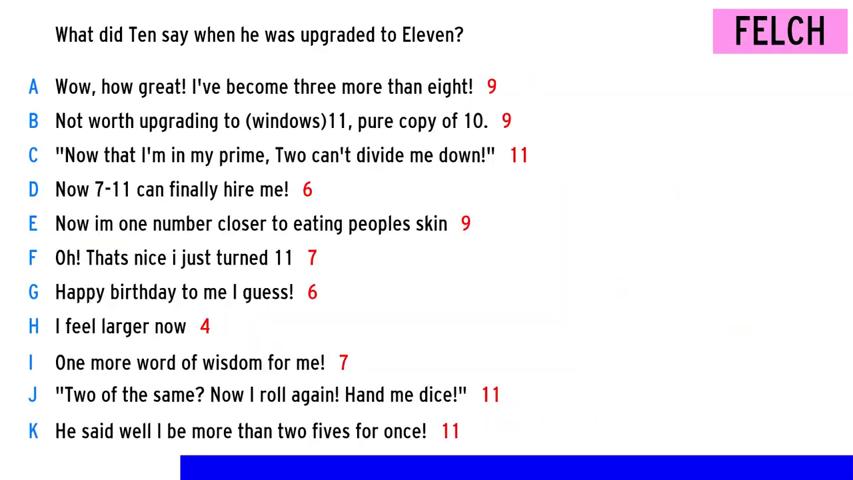 What did Ten say when he was upgraded to Eleven?
FELCH
A Wow, how great! I've become three more than eight! 9
B Not worth upgrading to (windows)11, pure copy of 10. 9
C "Now that I'm in my prime, Two can't divide me down!" 11
D Now 7-11 can finally hire me! 6
E Now im one number closer to eating peoples skin 9
F Oh! Thats nice i just turned 11 7
G Happy birthday to me I guess! 6
H I feel larger now 4
I One more word of wisdom for me! 7
J "Two of the same? Now I roll again! Hand me dice!" 11
K He said well I be more than two fives for once! 11